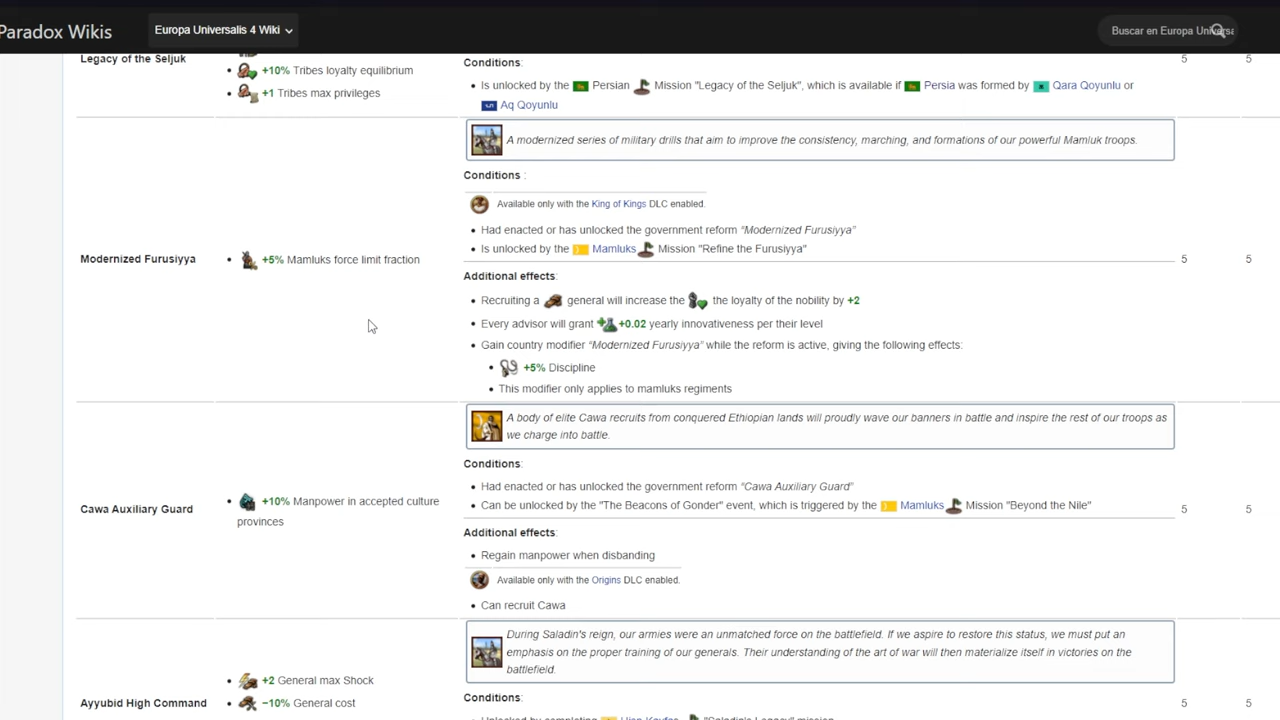 Paradox Wikis
Europa Universalis 4 Wiki
Buscar en Europa Universa
Legacy of the Seljuk
+10% Tribes loyalty equilibrium
+1 Tribes max privileges
Conditions:
Is unlocked by the Persian Mission "Legacy of the Seljuk", which is available if Persia was formed by Qara Qoyunlu or
Aq Qoyunlu
5
5
Modernized Furusiyya
+5% Mamluks force limit fraction
A modernized series of military drills that aim to improve the consistency, marching, and formations of our powerful Mamluk troops.
Conditions :
Available only with the King of Kings DLC enabled.
Had enacted or has unlocked the government reform "Modernized Furusiyya"
Is unlocked by the Mamluks Mission "Refine the Furusiyya"
Additional effects:
Recruiting a general will increase the the loyalty of the nobility by +2
Every advisor will grant +0.02 yearly innovativeness per their level
Gain country modifier "Modernized Furusiyya" while the reform is active, giving the following effects:
+5% Discipline
This modifier only applies to mamluks regiments
5
5
Cawa Auxiliary Guard
+10% Manpower in accepted culture
provinces
A body of elite Cawa recruits from conquered Ethiopian lands will proudly wave our banners in battle and inspire the rest of our troops as
we charge into battle.
Conditions:
Had enacted or has unlocked the government reform "Cawa Auxiliary Guard"
Can be unlocked by the "The Beacons of Gonder" event, which is triggered by the Mamluks Mission "Beyond the Nile"
Additional effects:
Regain manpower when disbanding
Available only with the Origins DLC enabled.
Can recruit Cawa
5
5
Ayyubid High Command
+2 General max Shock
−10% General cost
During Saladin's reign, our armies were an unmatched force on the battlefield. If we aspire to restore this status, we must put an
emphasis on the proper training of our generals. Their understanding of the art of war will then materialize itself in victories on the
battlefield.
Conditions:
5
5